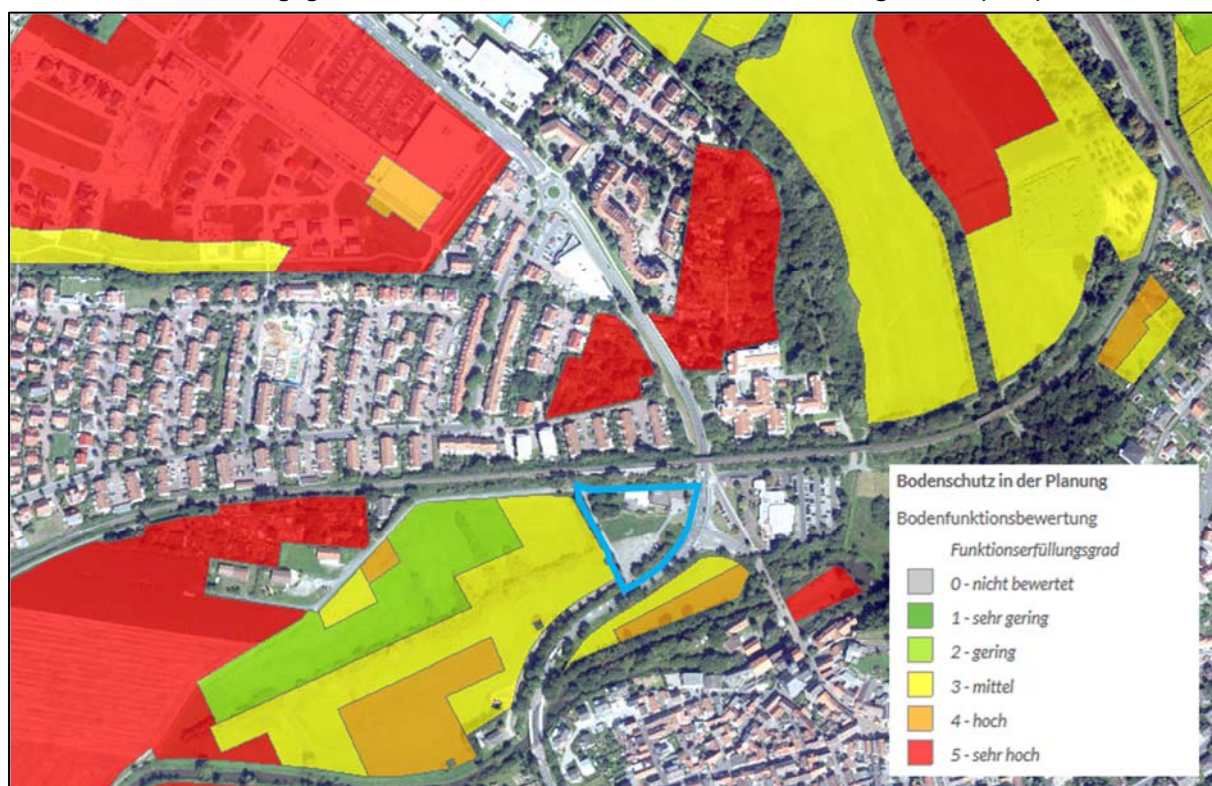 Bodenschutz in der Planung
Bodenfunktionsbewertung
Funktionserfüllungsgrad
0 - nicht bewertet
1 - sehr gering
2 - gering
3 - mittel
4 - hoch
5 - sehr hoch